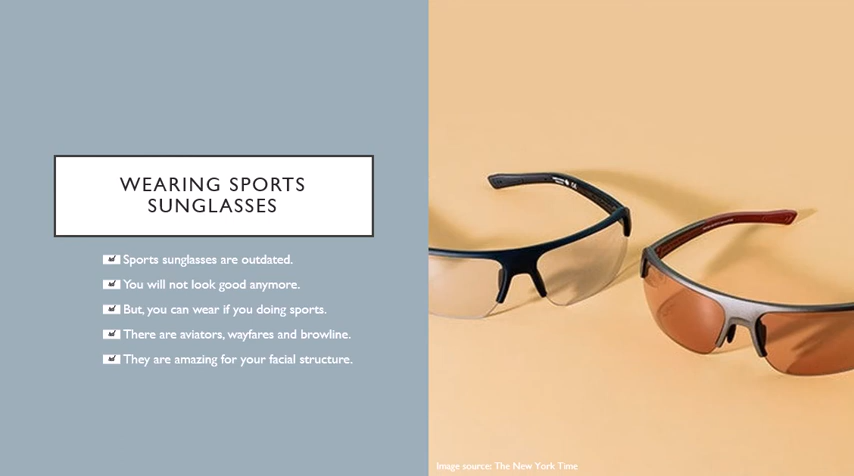 WEARING SPORTS
SUNGLASSES
Sports sunglasses are outdated.
You will not look good anymore.
But, you can wear if you doing sports.
There are aviators, wayfares and browline.
They are amazing for your facial structure.
Image source: The New York Time